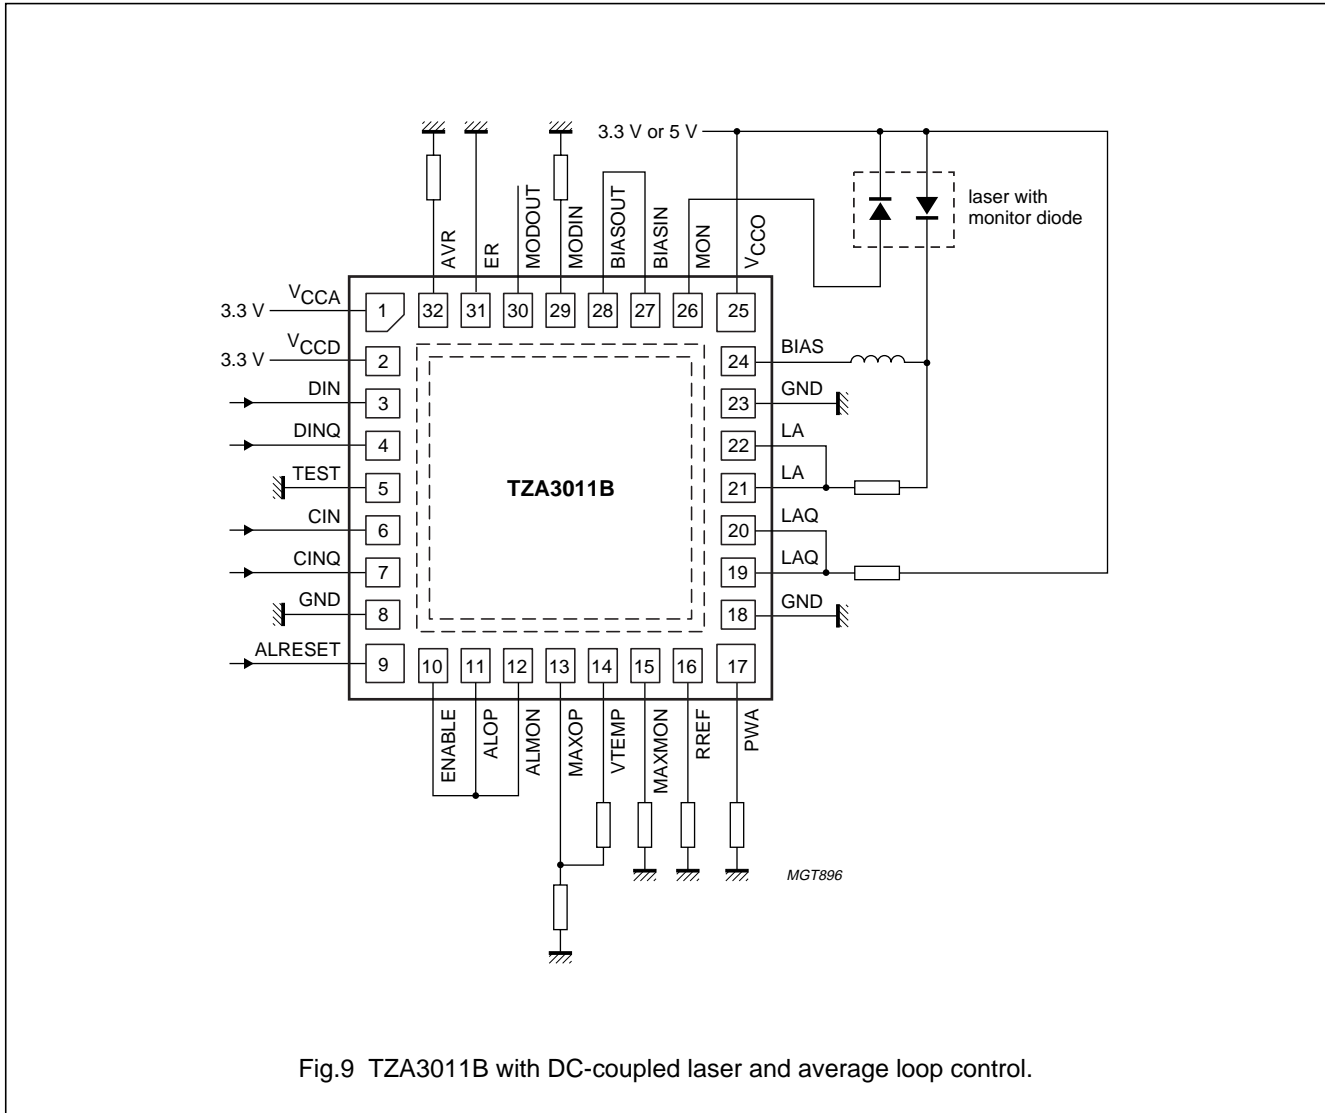 3.3 V or 5 V
laser with
monitor diode
AVR
ER
MODOUT
MODIN
BIASOUT
BIASIN
MON
VCCO
3.3 V
VCCA
1
32
31
30
29
28
27
26
25
3.3 V
VCCD
2
24
BIAS
DIN
3
23
GND
DINQ
4
22
LA
TEST
5
TZA3011B
21
LA
CIN
6
20
LAQ
CINQ
7
19
LAQ
GND
8
18
GND
ALRESET
9
10
11
12
13
14
15
16
17
ENABLE
ALOP
ALMON
MAXOP
VTEMP
MAXMON
RREF
PWA
MGT896
Fig.9 TZA3011B with DC-coupled laser and average loop control.